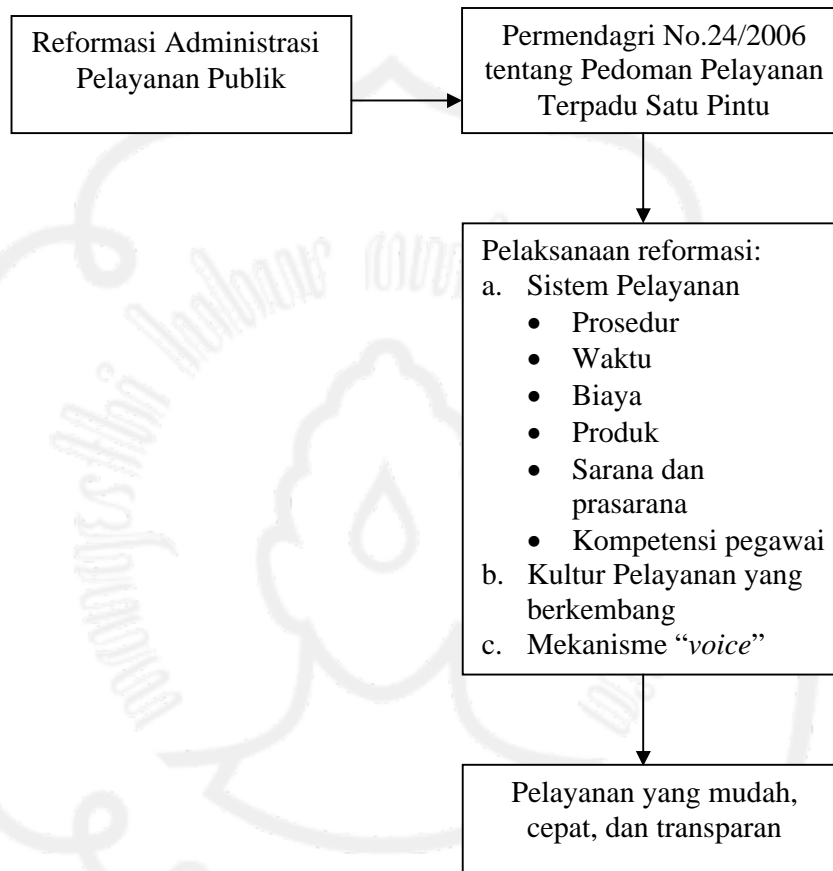 Reformasi Administrasi
Pelayanan Publik
Permendagri No.24/2006
tentang Pedoman Pelayanan
Terpadu Satu Pintu
Pelaksanaan reformasi:
a. Sistem Pelayanan
• Prosedur
• Waktu
• Biaya
• Produk
• Sarana dan
prasarana
• Kompetensi pegawai
b. Kultur Pelayanan yang
berkembang
c. Mekanisme “voice”
Pelayanan yang mudah,
cepat, dan transparan